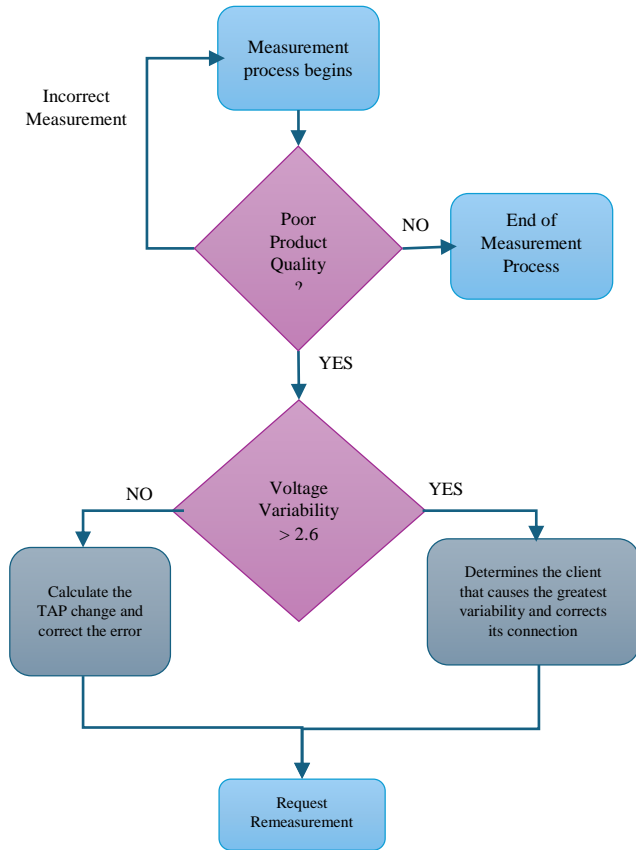 Measurement
process begins
Incorrect
Measurement
Poor
Product
Quality
?
NO
End of
Measurement
Process
YES
Voltage
Variability
> 2.6
NO
YES
Calculate the
TAP change and
correct the error
Determines the client
that causes the greatest
variability and corrects
its connection
Request
Remeasurement